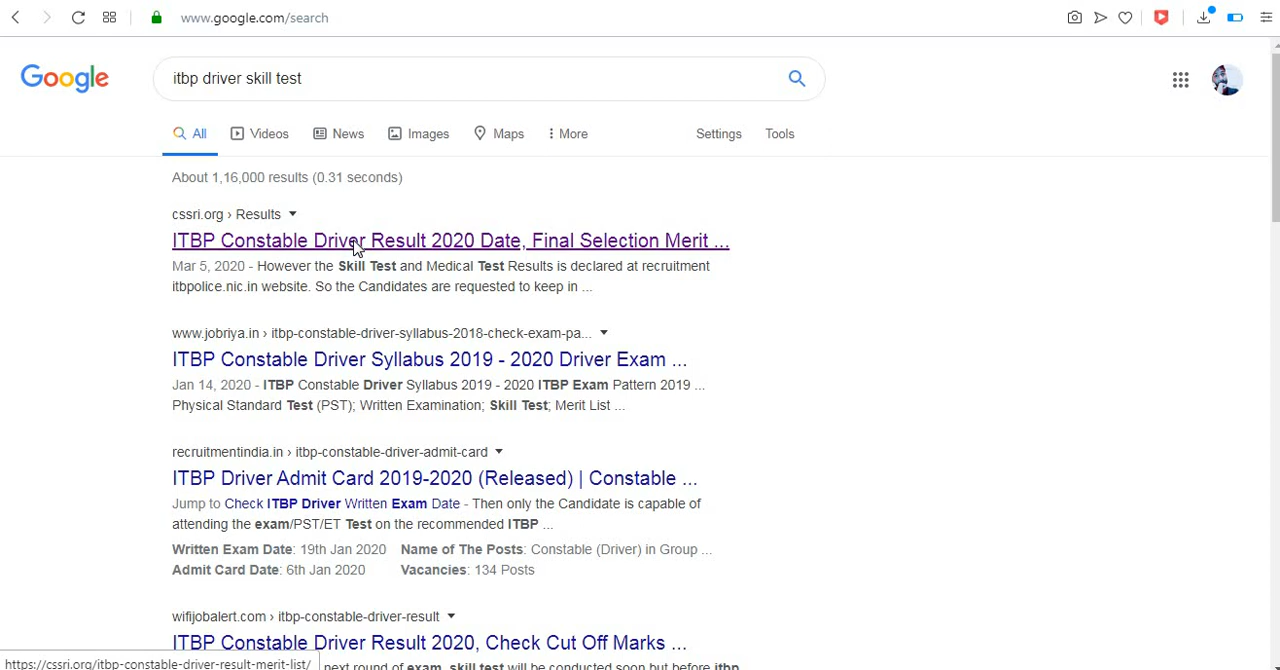 www.google.com/search
Google
itbp driver skill test
All Videos News Images Maps More Settings Tools
About 1,16,000 results (0.31 seconds)
cssri.org › Results
ITBP Constable Driver Result 2020 Date, Final Selection Merit ...
Mar 5, 2020 - However the Skill Test and Medical Test Results is declared at recruitment
itbpolice.nic.in website. So the Candidates are requested to keep in ...
www.jobriya.in › itbp-constable-driver-syllabus-2018-check-exam-pa...
ITBP Constable Driver Syllabus 2019 - 2020 Driver Exam ...
Jan 14, 2020 - ITBP Constable Driver Syllabus 2019 - 2020 ITBP Exam Pattern 2019 ...
Physical Standard Test (PST); Written Examination; Skill Test; Merit List ...
recruitmentindia.in › itbp-constable-driver-admit-card
ITBP Driver Admit Card 2019-2020 (Released) | Constable ...
Jump to Check ITBP Driver Written Exam Date - Then only the Candidate is capable of
attending the exam/PST/ET Test on the recommended ITBP ...
Written Exam Date: 19th Jan 2020 Name of The Posts: Constable (Driver) in Group ...
Admit Card Date: 6th Jan 2020 Vacancies: 134 Posts
wifijobalert.com › itbp-constable-driver-result
ITBP Constable Driver Result 2020, Check Cut Off Marks ...
https://cssri.org/itbp-constable-driver-result-merit-list/ next round of exam, skill test will be conducted soon but before itbp